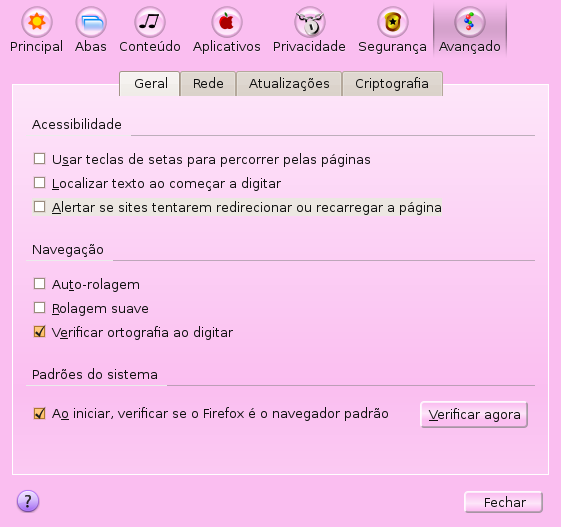 Principal Abas Conteúdo Aplicativos Privacidade Segurança Avançado
Geral Rede Atualizações Criptografia
Acessibilidade
Usar teclas de setas para percorrer pelas páginas
Localizar texto ao começar a digitar
Alertar se sites tentarem redirecionar ou recarregar a página
Navegação
Auto-rolagem
Rolagem suave
Verificar ortografia ao digitar
Padrões do sistema
Ao iniciar, verificar se o Firefox é o navegador padrão Verificar agora
? Fechar